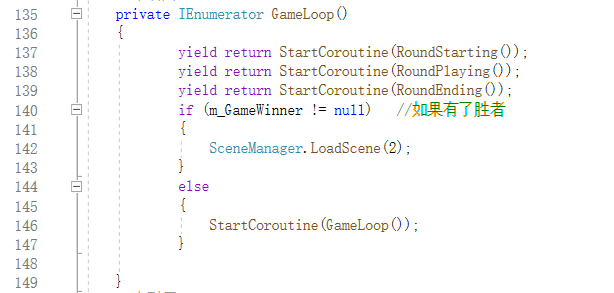 135 private IEnumerator GameLoop()
136 {
137 yield return StartCoroutine(RoundStarting());
138 yield return StartCoroutine(RoundPlaying());
139 yield return StartCoroutine(RoundEnding());
140 if (m_GameWinner != null) //如果有了胜者
141 {
142 SceneManager.LoadScene(2);
143 }
144 else
145 {
146 StartCoroutine(GameLoop());
147 }
148
149 }